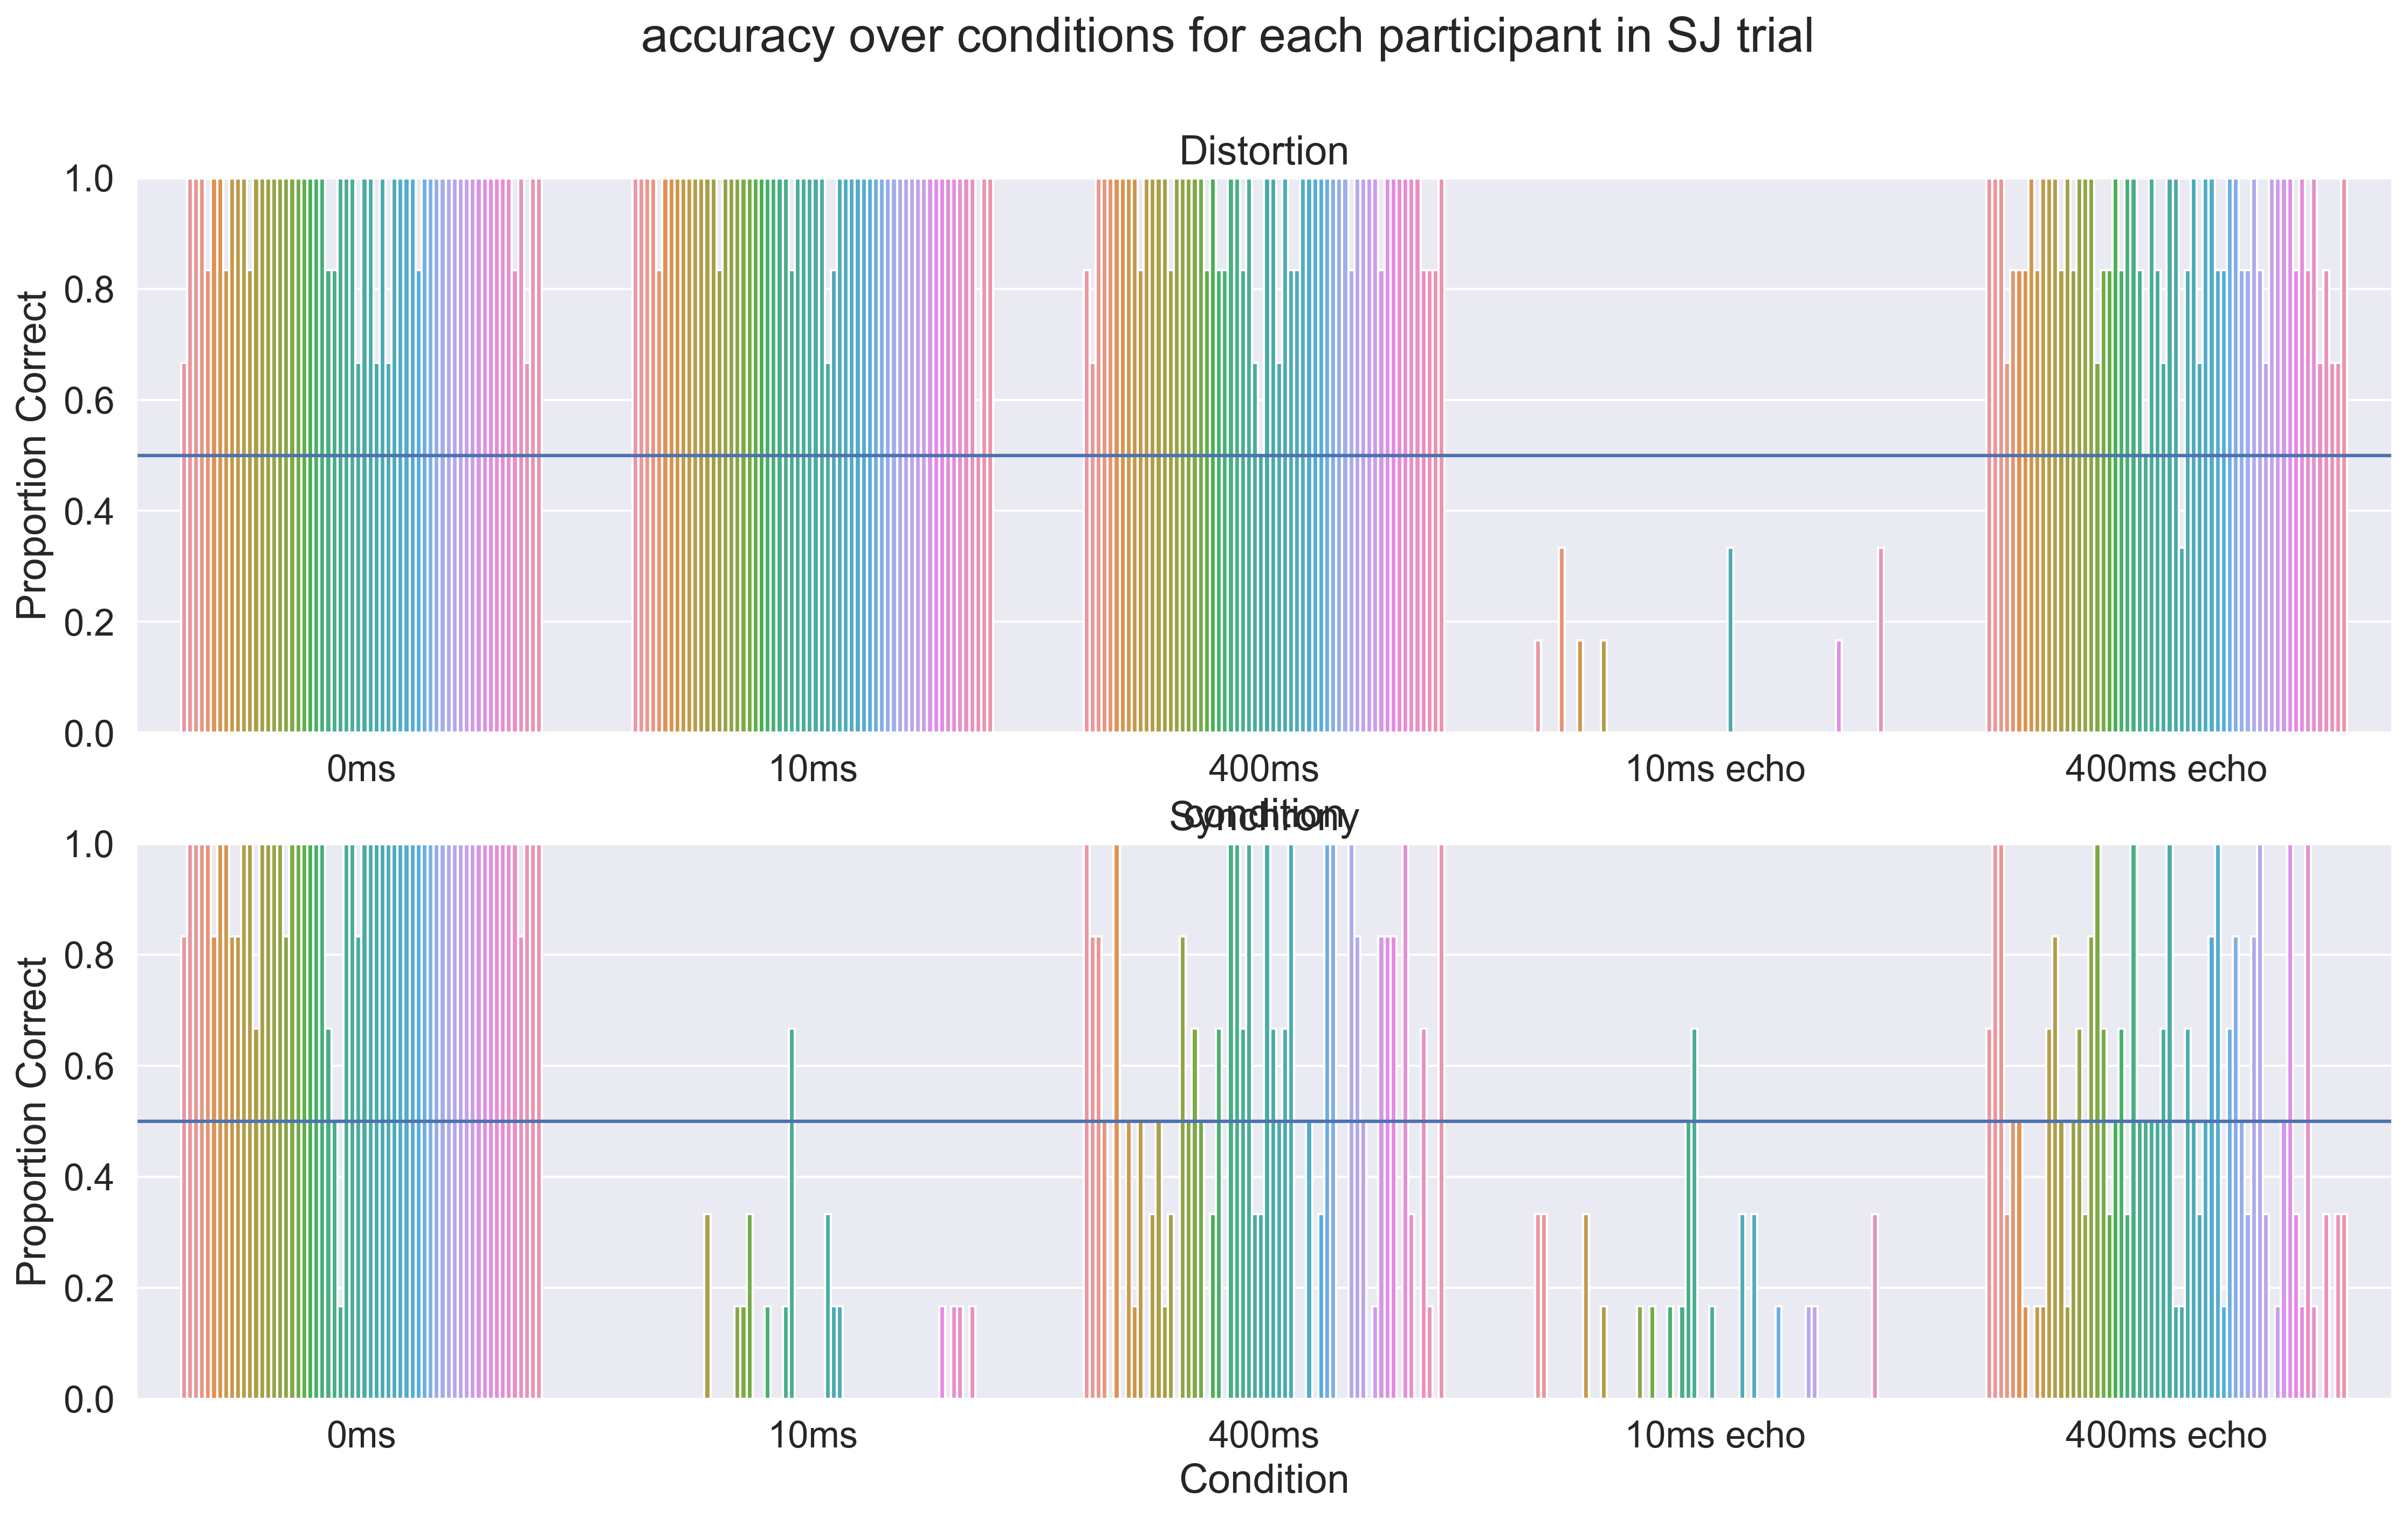 accuracy over conditions for each participant in SJ trial
Distortion
Proportion Correct
1.0
0.8
0.6
0.4
0.2
0.0
0ms 10ms 400ms 10ms echo 400ms echo
condition
Synchrony
Proportion Correct
1.0
0.8
0.6
0.4
0.2
0.0
0ms 10ms 400ms 10ms echo 400ms echo
Condition